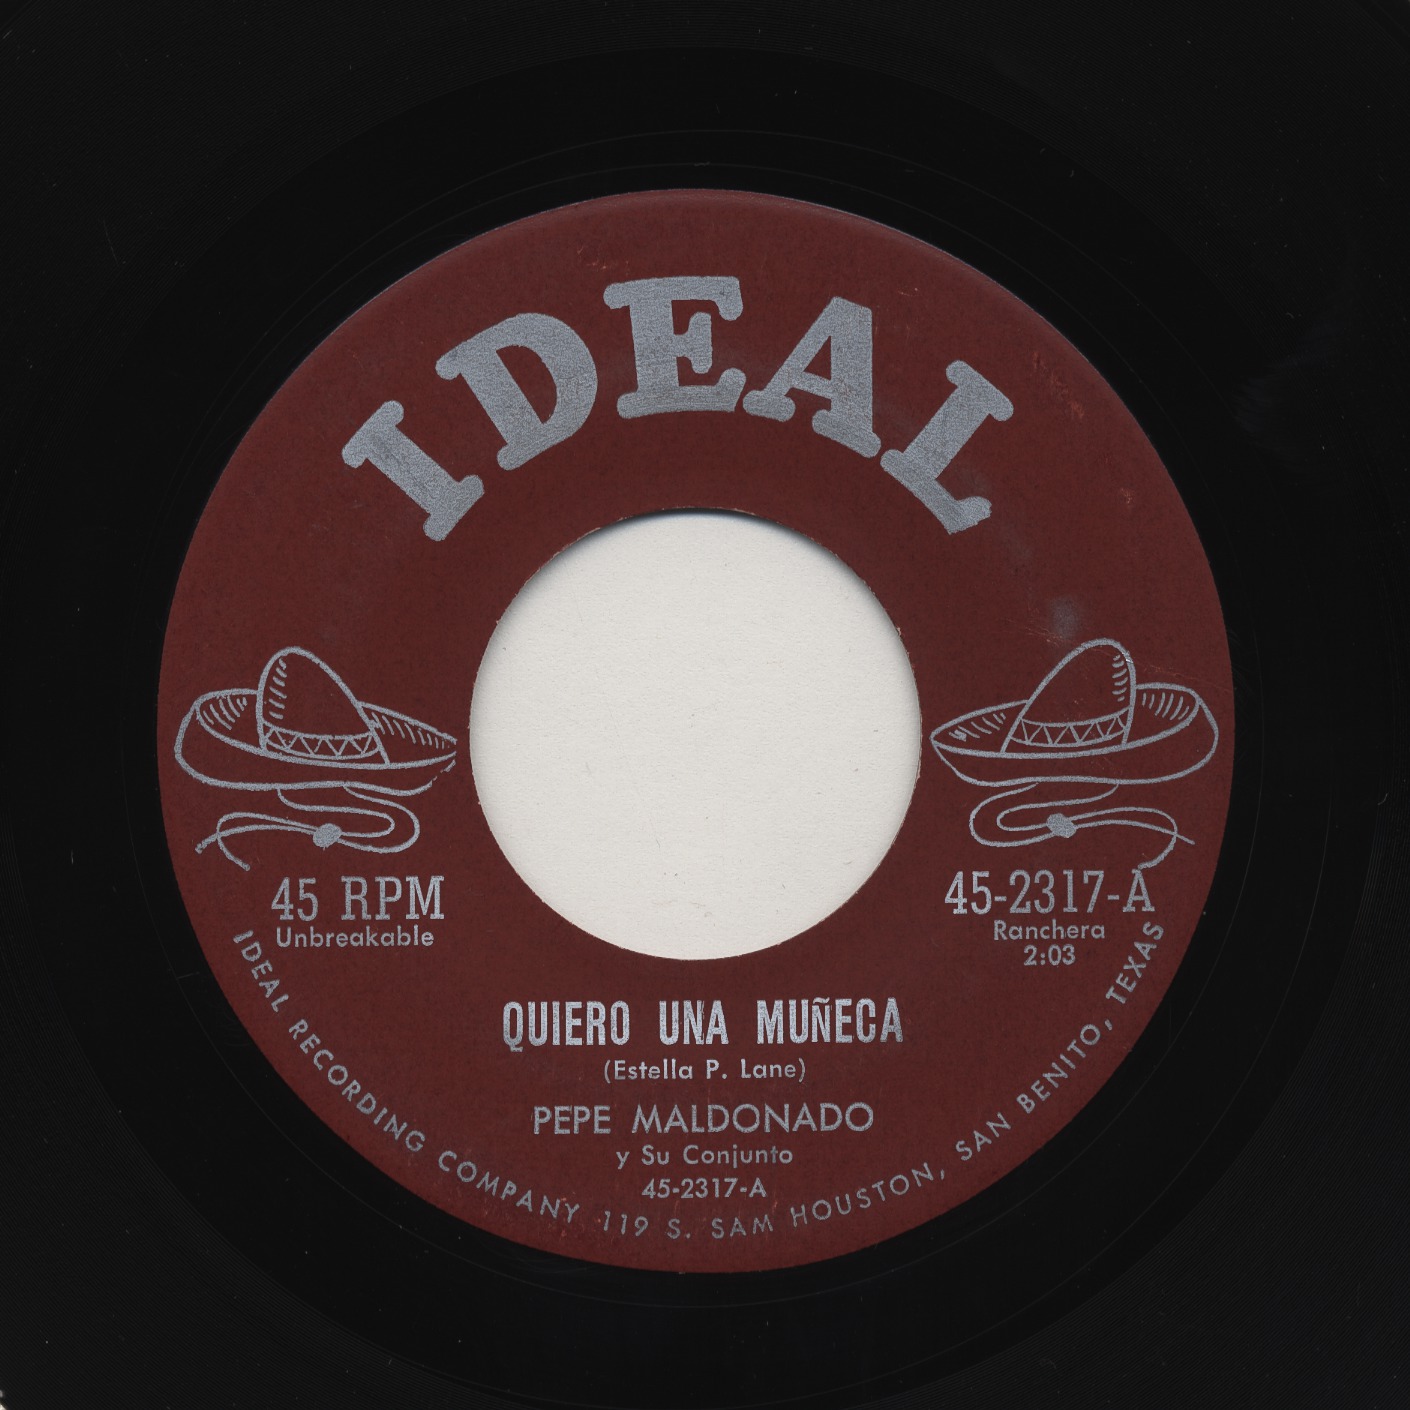 IDEAL
45 RPM
Unbreakable
45-2317-A
Ranchera
2:03
QUIERO UNA MUÑECA
(Estella P. Lane)
PEPE MALDONADO
y Su Conjunto
45-2317-A
IDEAL RECORDING COMPANY 119 S. SAM HOUSTON, SAN BENITO, TEXAS